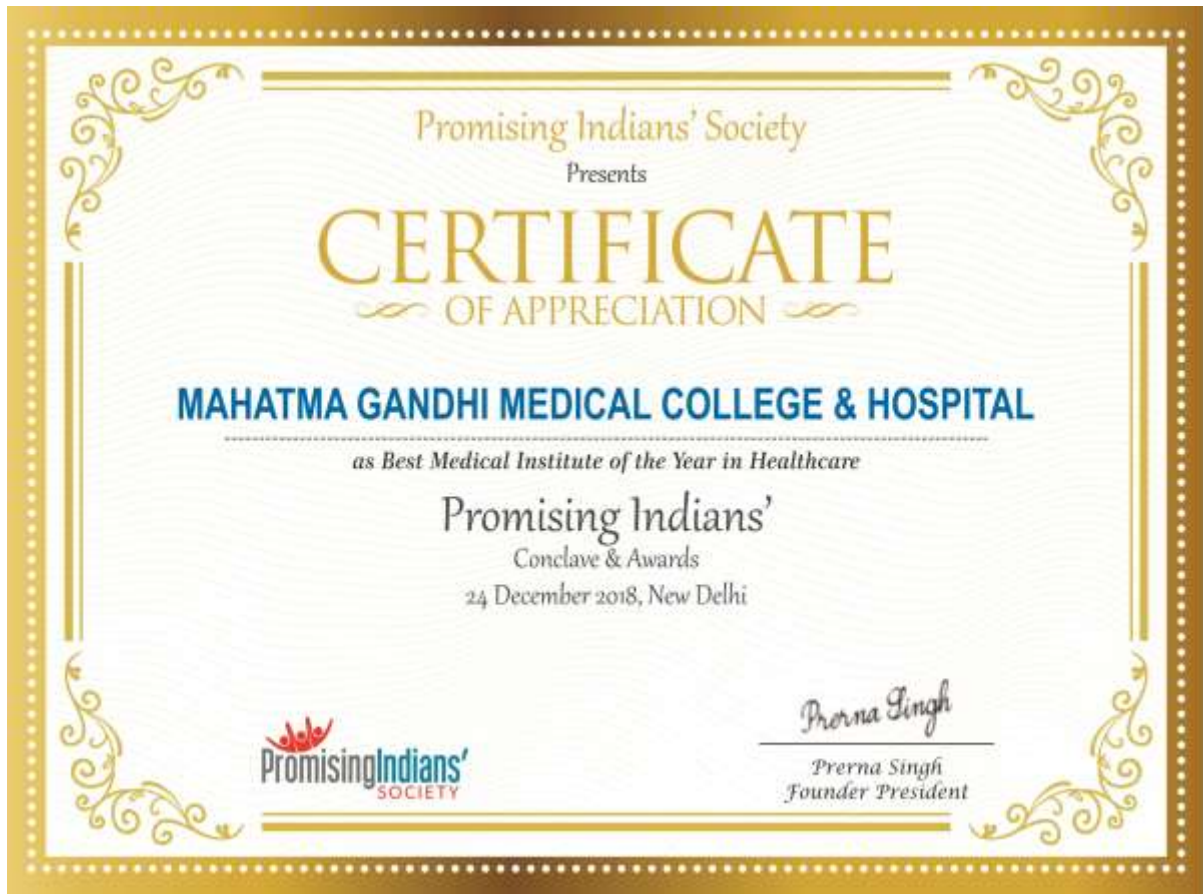 Promising Indians' Society
Presents
CERTIFICATE
OF APPRECIATION
MAHATMA GANDHI MEDICAL COLLEGE & HOSPITAL
as Best Medical Institute of the Year in Healthcare
Promising Indians'
Conclave & Awards
24 December 2018, New Delhi
Prerna Singh
PromisingIndians'
SOCIETY
Prerna Singh
Founder President